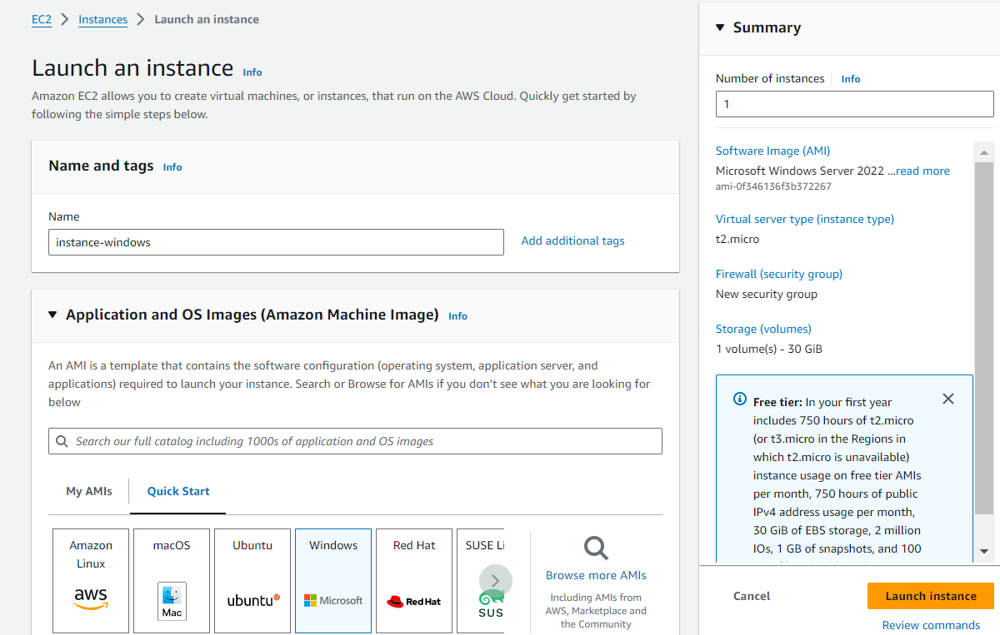 EC2 > Instances > Launch an instance
Launch an instance Info
Amazon EC2 allows you to create virtual machines, or instances, that run on the AWS Cloud. Quickly get started by
following the simple steps below.
Name and tags Info
Name
instance-windows
Add additional tags
Application and OS Images (Amazon Machine Image) Info
An AMI is a template that contains the software configuration (operating system, application server, and
applications) required to launch your instance. Search or Browse for AMIs if you don’t see what you are looking for
below
Search our full catalog including 1000s of application and OS images
My AMIs
Quick Start
Amazon
Linux
aws
macOS
Mac
Ubuntu
ubuntu
Windows
Microsoft
Red Hat
Red Hat
SUSE Li
SUS
Browse more AMIs
Including AMIs from
AWS, Marketplace and
the Community
Summary
Number of instances Info
1
Software Image (AMI)
Microsoft Windows Server 2022 ...read more
ami-0f346136f3b372267
Virtual server type (instance type)
t2.micro
Firewall (security group)
New security group
Storage (volumes)
1 volume(s) - 30 GiB
Free tier: In your first year
includes 750 hours of t2.micro
(or t3.micro in the Regions in
which t2.micro is unavailable)
instance usage on free tier AMIs
per month, 750 hours of public
IPv4 address usage per month,
30 GiB of EBS storage, 2 million
IOs, 1 GB of snapshots, and 100
Cancel
Launch instance
Review commands